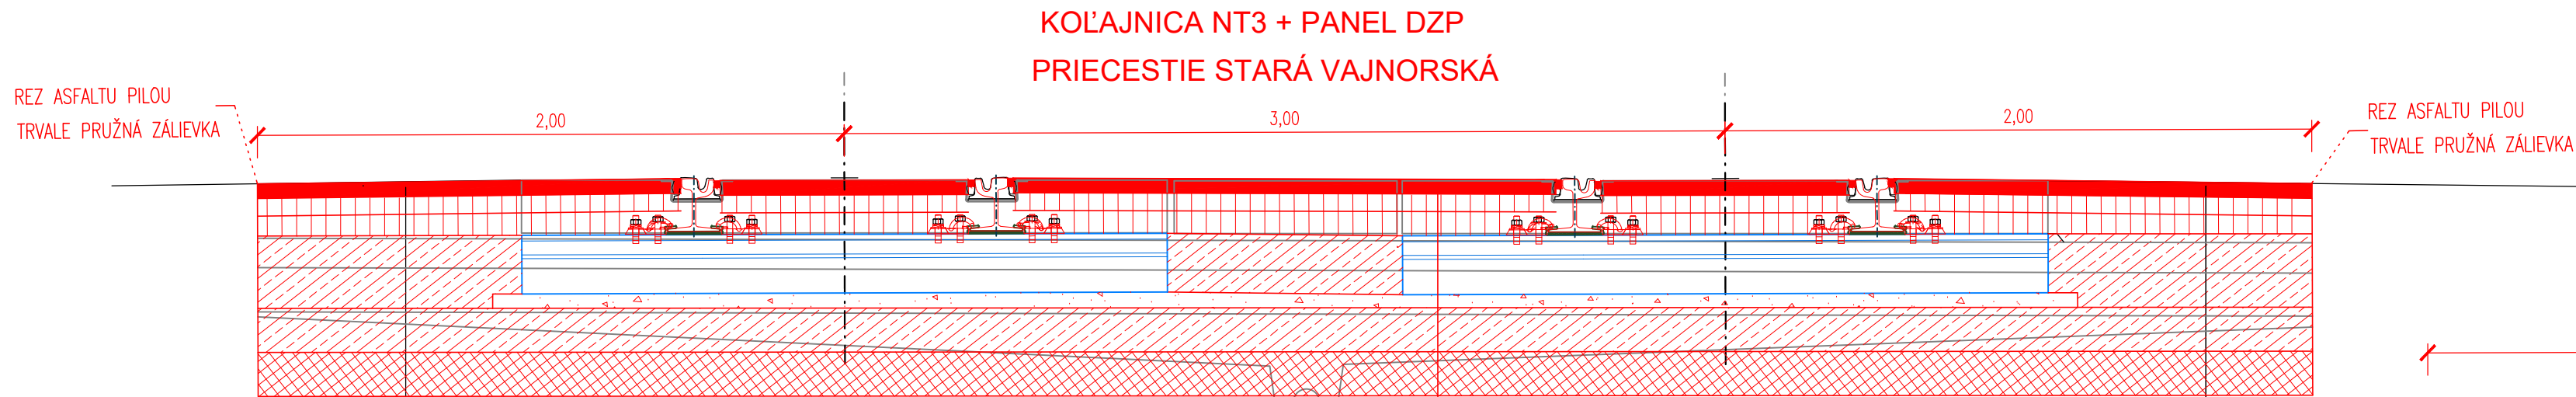 KOĽAJNICA NT3 + PANEL DZP
PRIECESTIE STARÁ VAJNORSKÁ
REZ ASFALTU PILOU
TRVALE PRUŽNÁ ZÁLIEVKA
2,00
3,00
2,00
REZ ASFALTU PILOU
TRVALE PRUŽNÁ ZÁLIEVKA